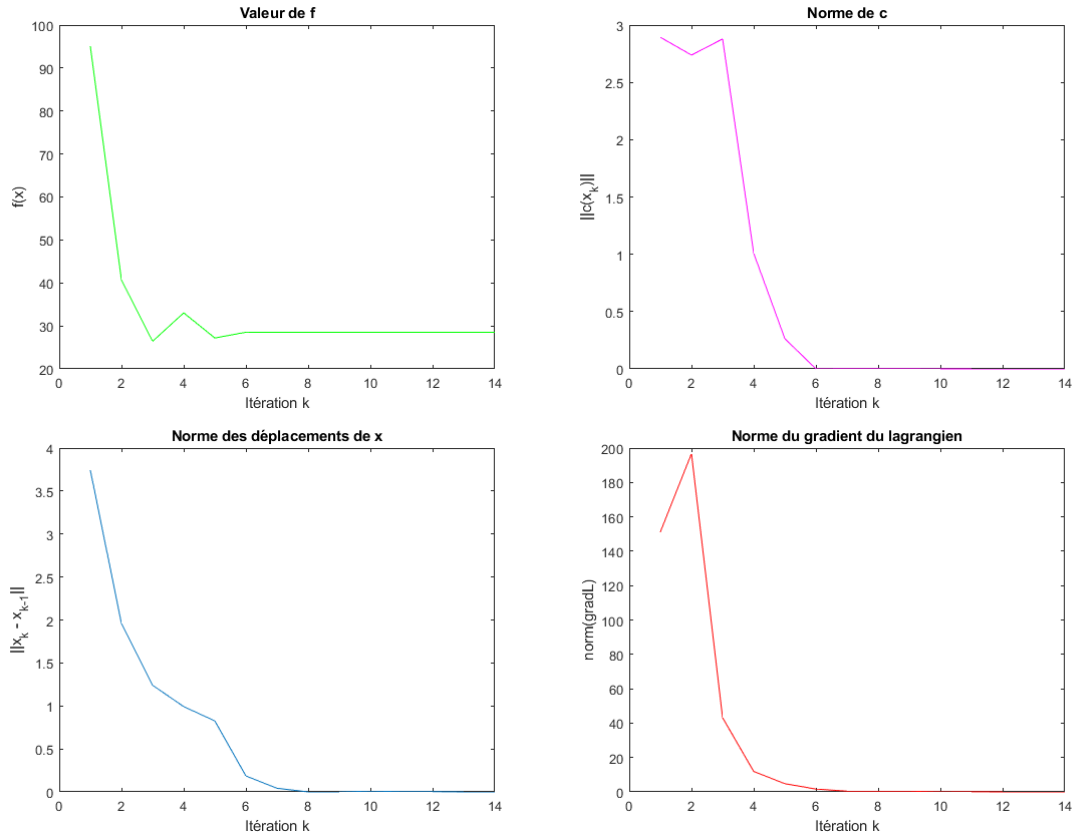 Valeur de f
100
90
80
70
60
50
40
30
20
f(x)
0 2 4 6 8 10 12 14
Itération k
Norme de c
3
2.5
2
1.5
1
0.5
0
||c(x_k)||
0 2 4 6 8 10 12 14
Itération k
Norme des déplacements de x
4
3.5
3
2.5
2
1.5
1
0.5
0
||x_k - x_k-1||
0 2 4 6 8 10 12 14
Itération k
Norme du gradient du lagrangien
200
180
160
140
120
100
80
60
40
20
0
norm(gradL)
0 2 4 6 8 10 12 14
Itération k